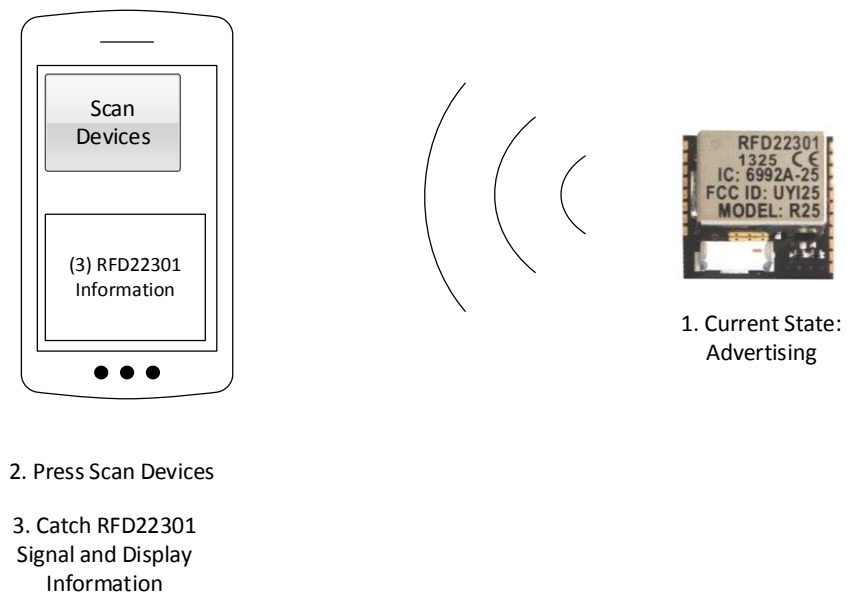 Scan
Devices
(3) RFD22301
Information
RFD22301
1325 CE
IC: 6992A-25
FCC ID: UYI25
MODEL: R25
1. Current State:
Advertising
2. Press Scan Devices
3. Catch RFD22301
Signal and Display
Information